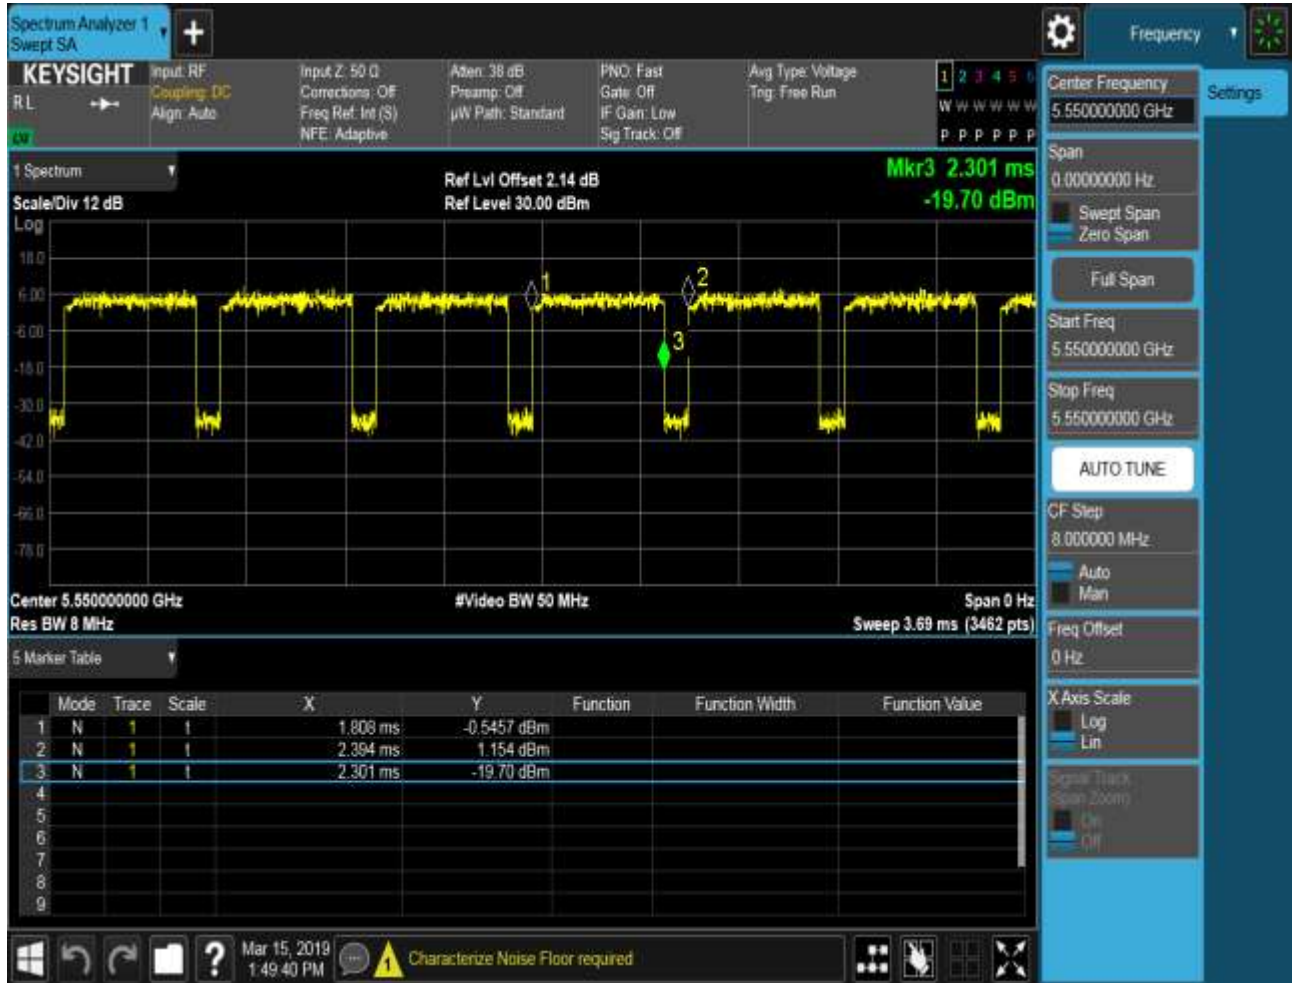 Spectrum Analyzer 1
Swept SA
+
Frequency
KEYSIGHT
RL
Input: RF
Coupling: DC
Align: Auto
Input Z: 50 Ω
Corrections: Off
Freq Ref: Int (S)
NFE: Adaptive
Atten: 38 dB
Preamp: Off
µW Path: Standard
PNO: Fast
Gate: Off
IF Gain: Low
Sig Track: Off
Avg Type: Voltage
Trig: Free Run
1 2 3 4 5 6
W W W W W W
P P P P P P
1 Spectrum
Scale/Div 12 dB
Ref Lvl Offset 2.14 dB
Ref Level 30.00 dBm
Mkr3 2.301 ms
-19.70 dBm
Log
18.0
6.00
-6.00
-18.0
-30.0
-42.0
-54.0
-66.0
-78.0
1
2
3
Center 5.550000000 GHz
Res BW 8 MHz
#Video BW 50 MHz
Span 0 Hz
Sweep 3.69 ms (3462 pts)
5 Marker Table
Mode Trace Scale X Y Function Function Width Function Value
1 N 1 t 1.808 ms -0.5457 dBm
2 N 1 t 2.394 ms 1.154 dBm
3 N 1 t 2.301 ms -19.70 dBm
4
5
6
7
8
9
Center Frequency
5.550000000 GHz
Settings
Span
0.00000000 Hz
Swept Span
Zero Span
Full Span
Start Freq
5.550000000 GHz
Stop Freq
5.550000000 GHz
AUTO TUNE
CF Step
8.000000 MHz
Auto
Man
Freq Offset
0 Hz
X Axis Scale
Log
Lin
Signal Track
(Span Zoom)
On
Off
?
Mar 15, 2019
1:49:40 PM
1
Characterize Noise Floor required